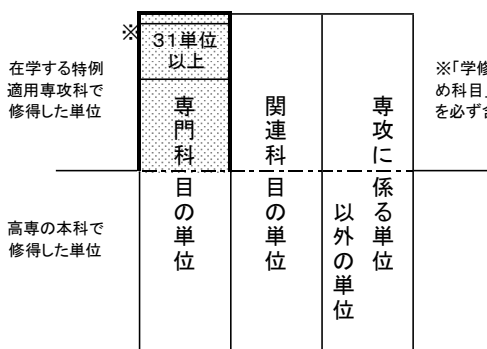 ※
31単位
以上
在学する特例
適用専攻科で
修得した単位
高専の本科で
修得した単位
専門科目の単位
関連科目の単位
専攻に係る単位
以外の単位
※「学修
め科目」
を必ず含